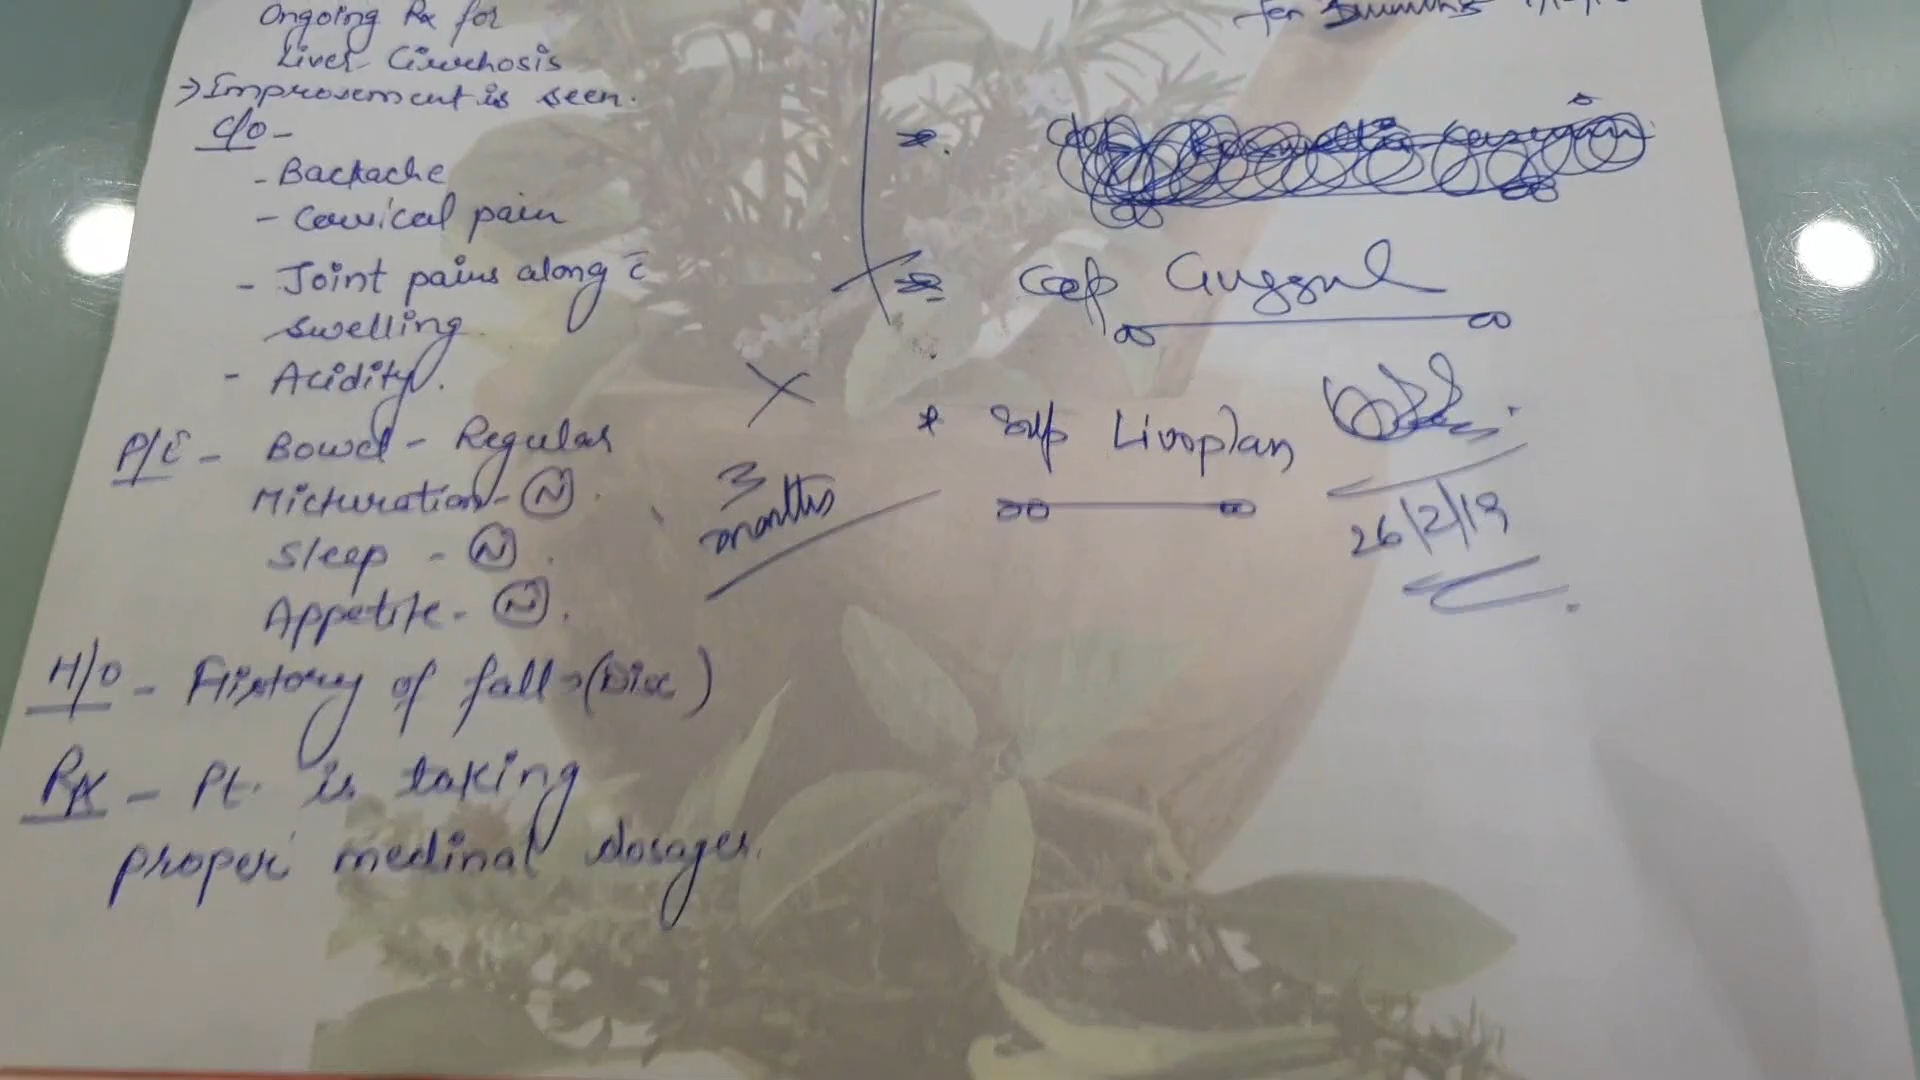 Ongoing Rx for
Liver Cirrhosis
→ Improvement is seen.
C/O -
- Backache
- Cervical pain
- Joint pains along c̄
swelling
- Acidity.
P/E - Bowel - Regular
Micturation - Ⓝ.
Sleep - Ⓝ.
Appetite - Ⓝ.
H/O - History of fall → (Disc)
Rx - Pt. is taking
proper medinal dosages.
for
* Cap Guggul
X
3
months
* Syp Livoplan
26/2/19